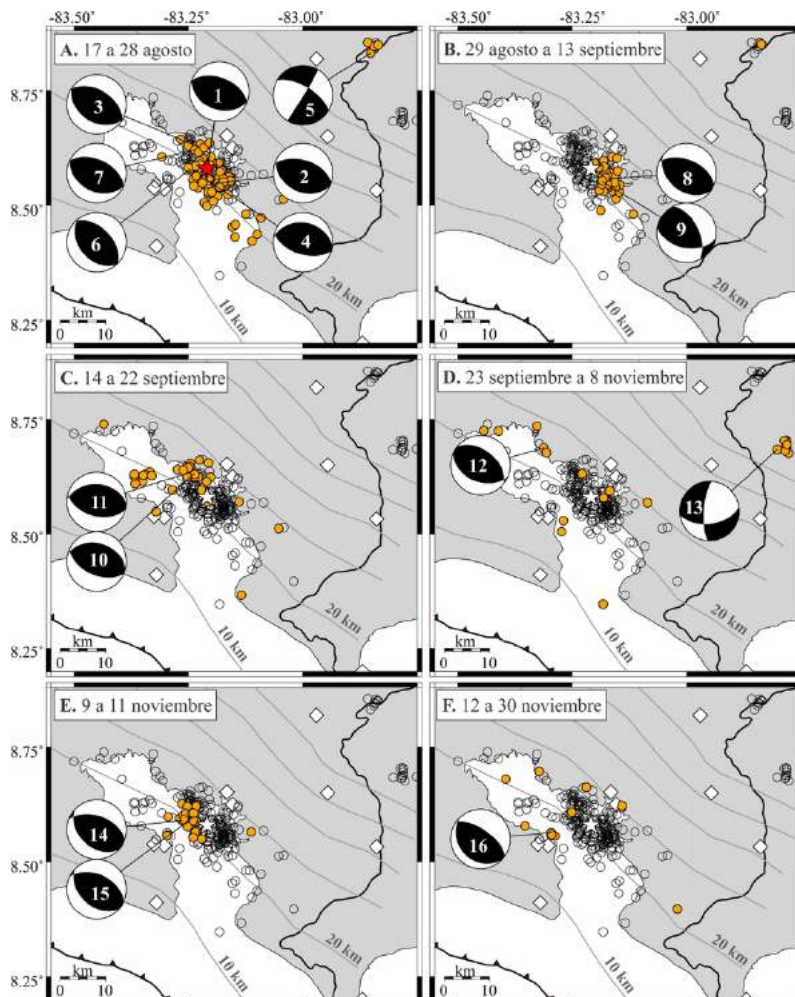 -83.50° -83.25° -83.00° -83.50° -83.25° -83.00°
A. 17 a 28 agosto
8.75°
8.50°
8.25°
3
1
5
7
2
6
4
km
0 10
10 km
20 km
B. 29 agosto a 13 septiembre
8
9
km
0 10
10 km
20 km
C. 14 a 22 septiembre
8.75°
8.50°
8.25°
11
10
km
0 10
10 km
20 km
D. 23 septiembre a 8 noviembre
12
13
km
0 10
10 km
20 km
E. 9 a 11 noviembre
8.75°
8.50°
8.25°
14
15
km
0 10
10 km
20 km
F. 12 a 30 noviembre
16
km
0 10
10 km
20 km